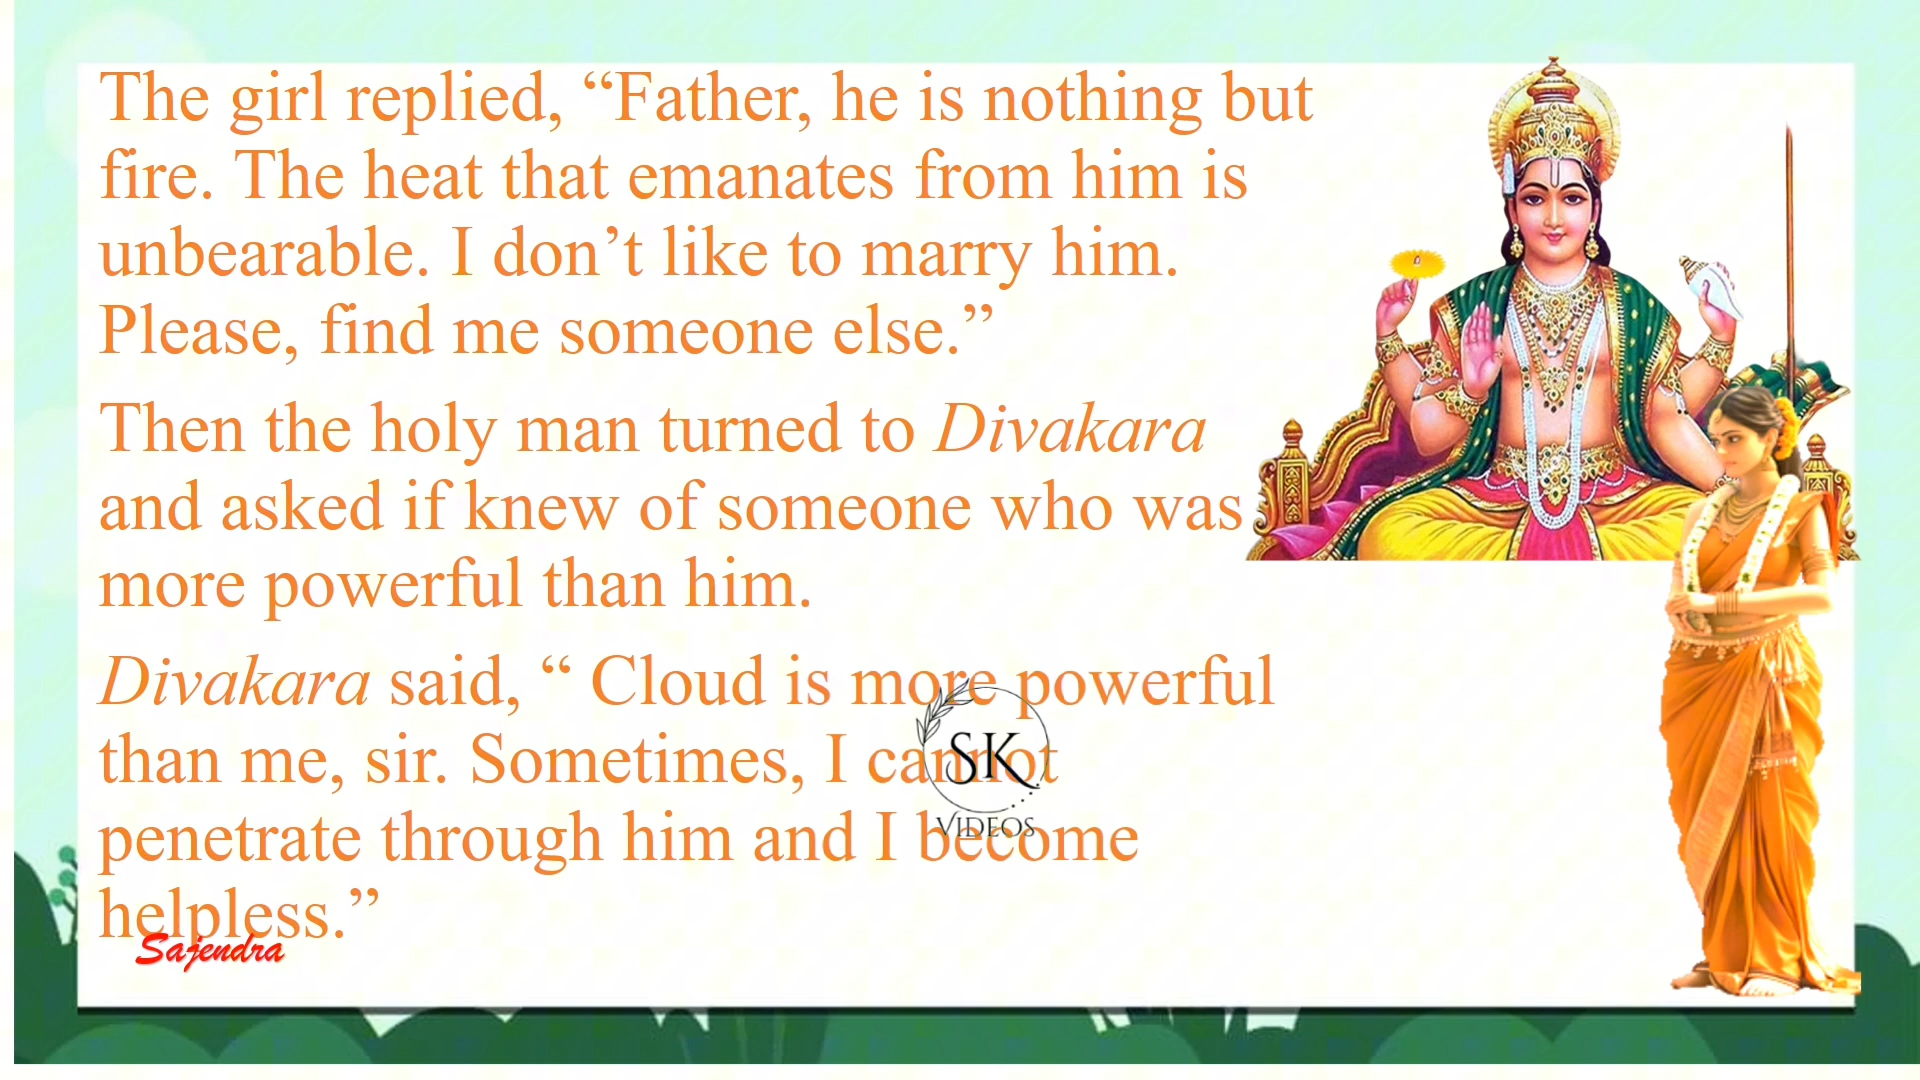 The girl replied, “Father, he is nothing but
fire. The heat that emanates from him is
unbearable. I don’t like to marry him.
Please, find me someone else.”
Then the holy man turned to Divakara
and asked if knew of someone who was
more powerful than him.
Divakara said, “ Cloud is more powerful
than me, sir. Sometimes, I cannot
penetrate through him and I become
helpless.”
SK
VIDEOS
Sajendra